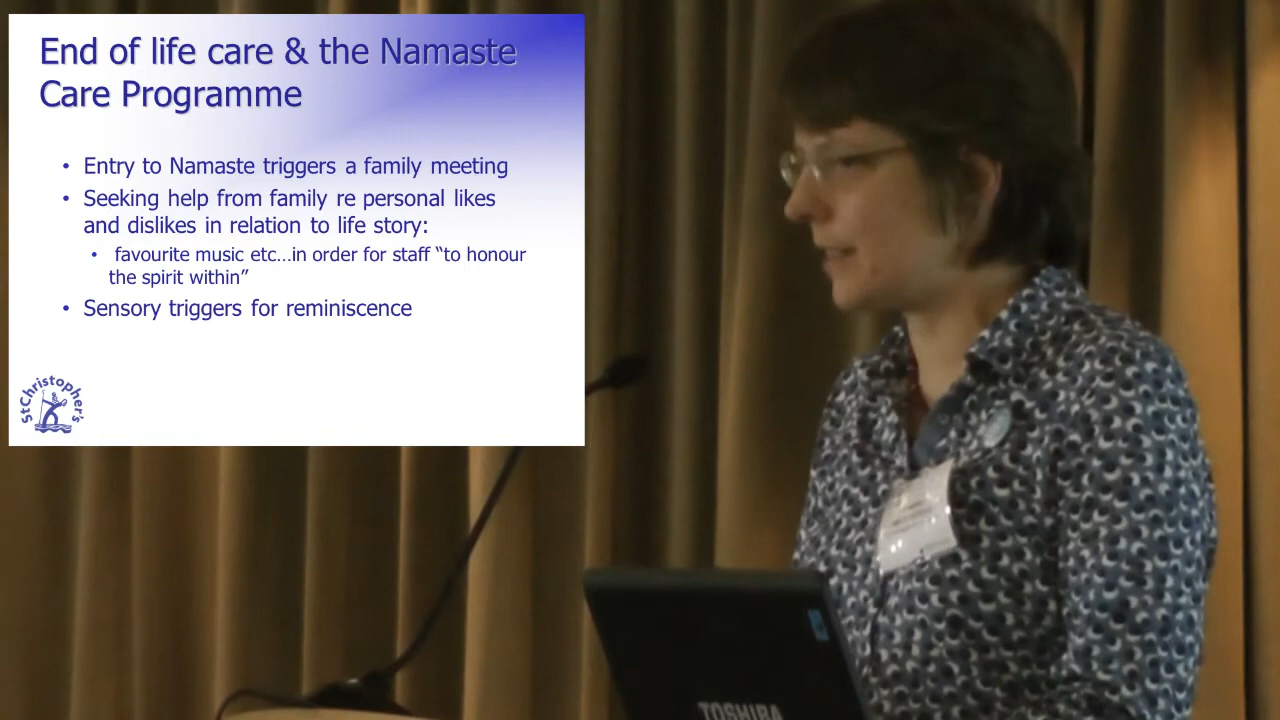 End of life care & the Namaste
Care Programme
• Entry to Namaste triggers a family meeting
• Seeking help from family re personal likes
and dislikes in relation to life story:
• favourite music etc…in order for staff “to honour
the spirit within”
• Sensory triggers for reminiscence
StChristopher's
TOSHIBA